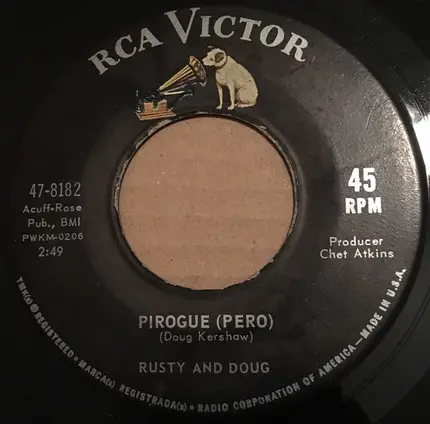 RCA VICTOR
47-8182
Acuff-Rose
Pub., BMI
PWKM-0206
2:49
45
RPM
Producer
Chet Atkins
PIROGUE (PERO)
(Doug Kershaw)
RUSTY AND DOUG
TMK(s) ® REGISTERED • MARCA(s) REGISTRADA(s) • RADIO CORPORATION OF AMERICA—MADE IN U.S.A.